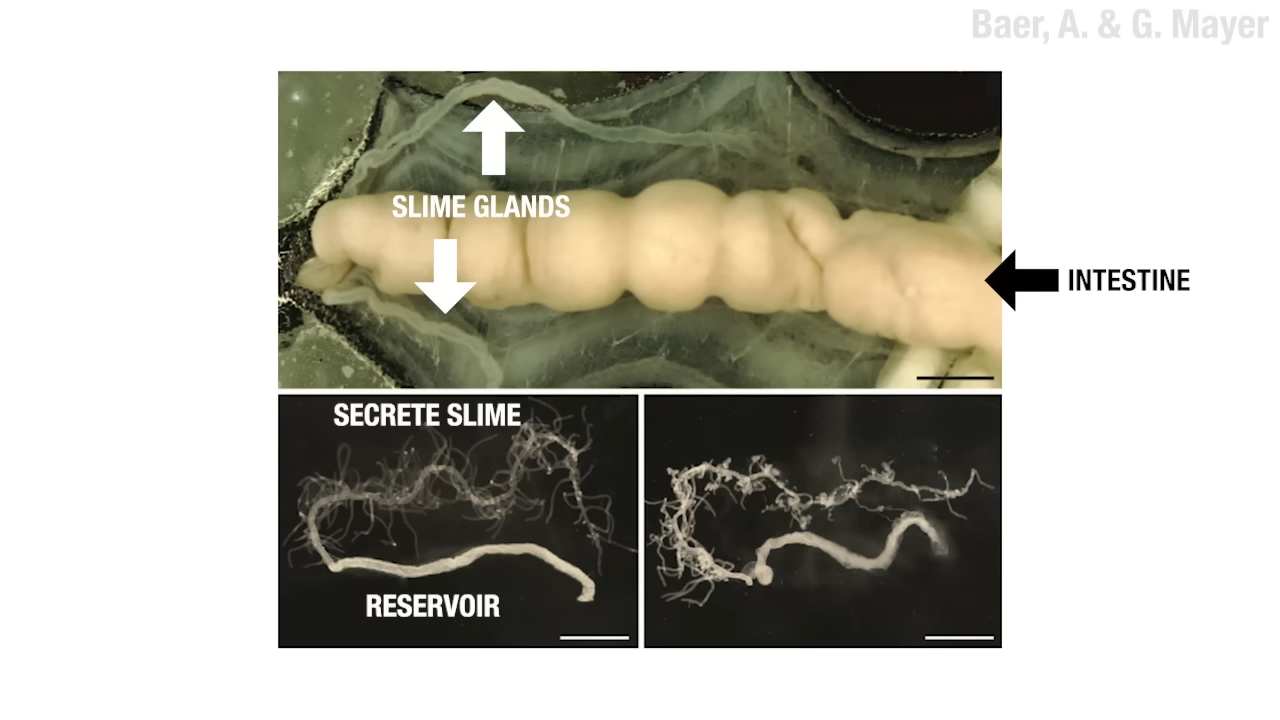 Baer, A. & G. Mayer
SLIME GLANDS
INTESTINE
SECRETE SLIME
RESERVOIR